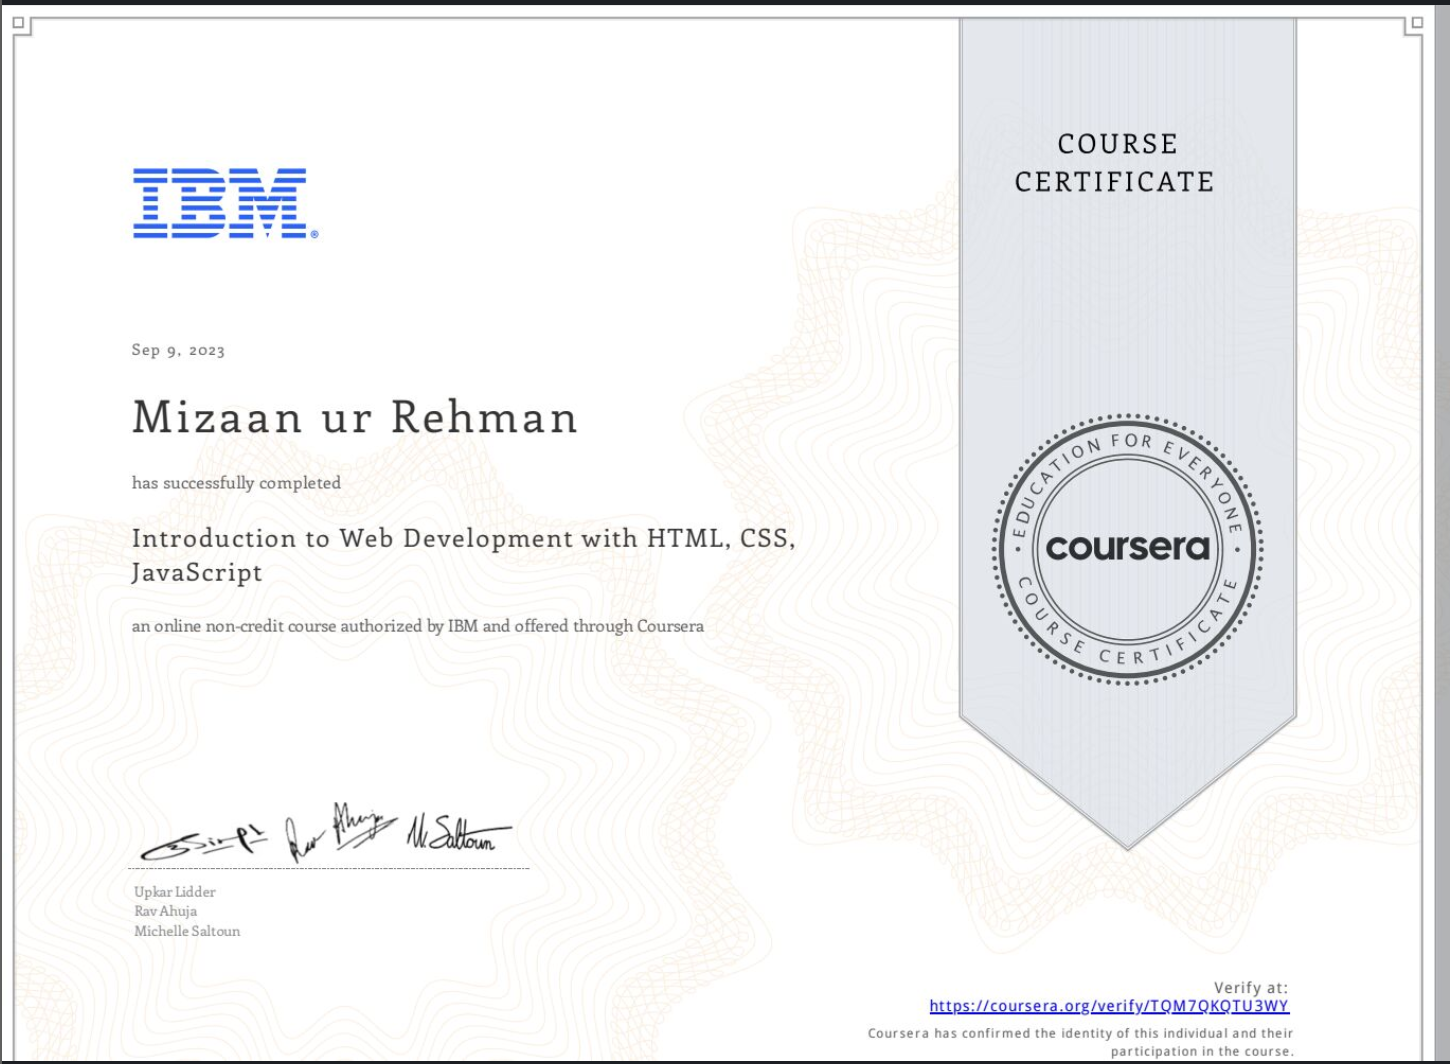 IBM®
COURSE
CERTIFICATE
Sep 9, 2023
Mizaan ur Rehman
has successfully completed
Introduction to Web Development with HTML, CSS,
JavaScript
an online non-credit course authorized by IBM and offered through Coursera
EDUCATION FOR EVERYONE
coursera
COURSE CERTIFICATE
M. Saltoun
Upkar Lidder
Rav Ahuja
Michelle Saltoun
Verify at:
https://coursera.org/verify/TQM7QKQTU3WY
Coursera has confirmed the identity of this individual and their
participation in the course.